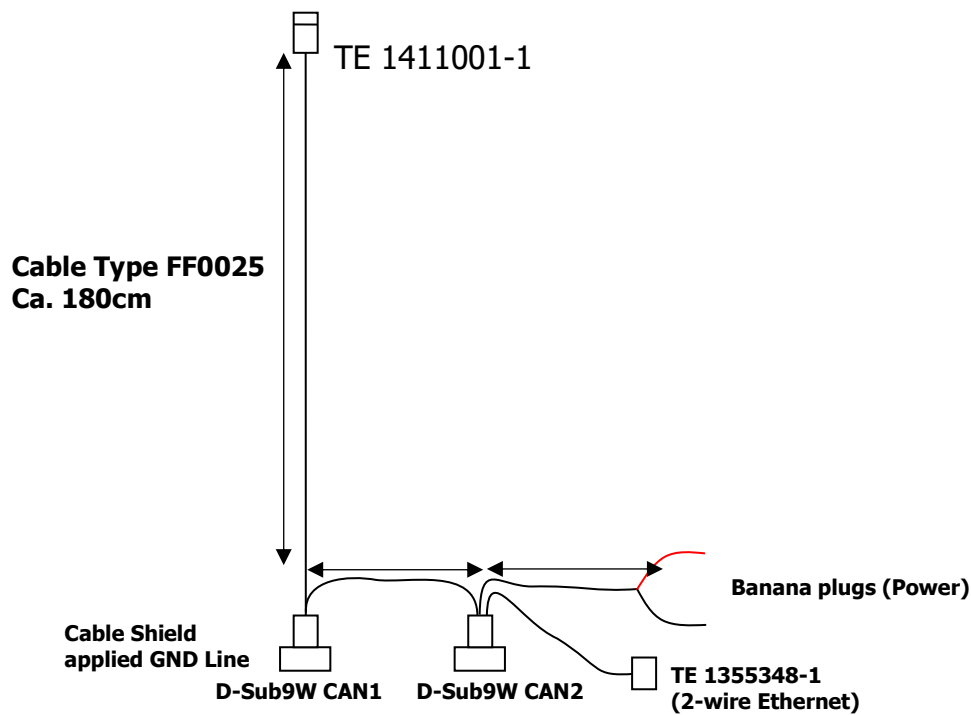 TE 1411001-1
Cable Type FF0025
Ca. 180cm
Banana plugs (Power)
Cable Shield
applied GND Line
D-Sub9W CAN1
D-Sub9W CAN2
TE 1355348-1
(2-wire Ethernet)